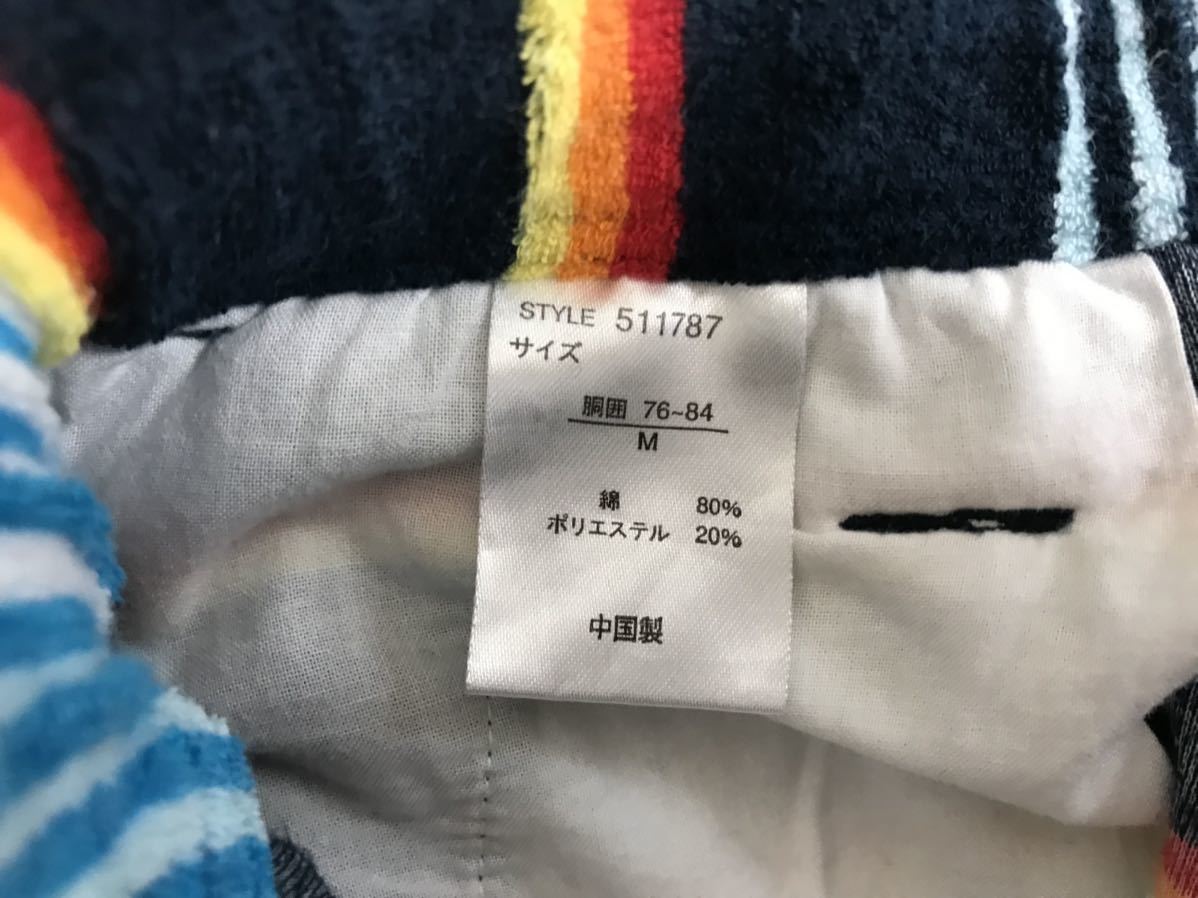 STYLE 511787
サイズ
胴囲 76~84
M
綿 80%
ポリエステル 20%
中国製